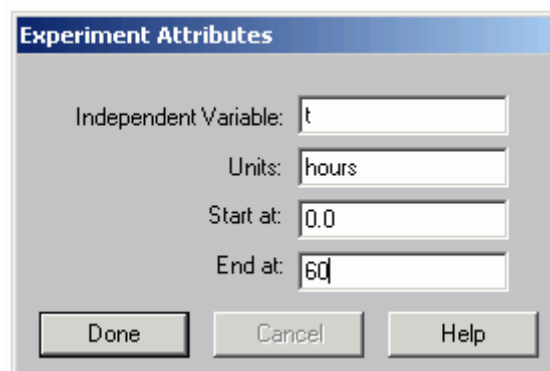 Experiment Attributes
Independent Variable: t
Units: hours
Start at: 0.0
End at: 60
Done Cancel Help